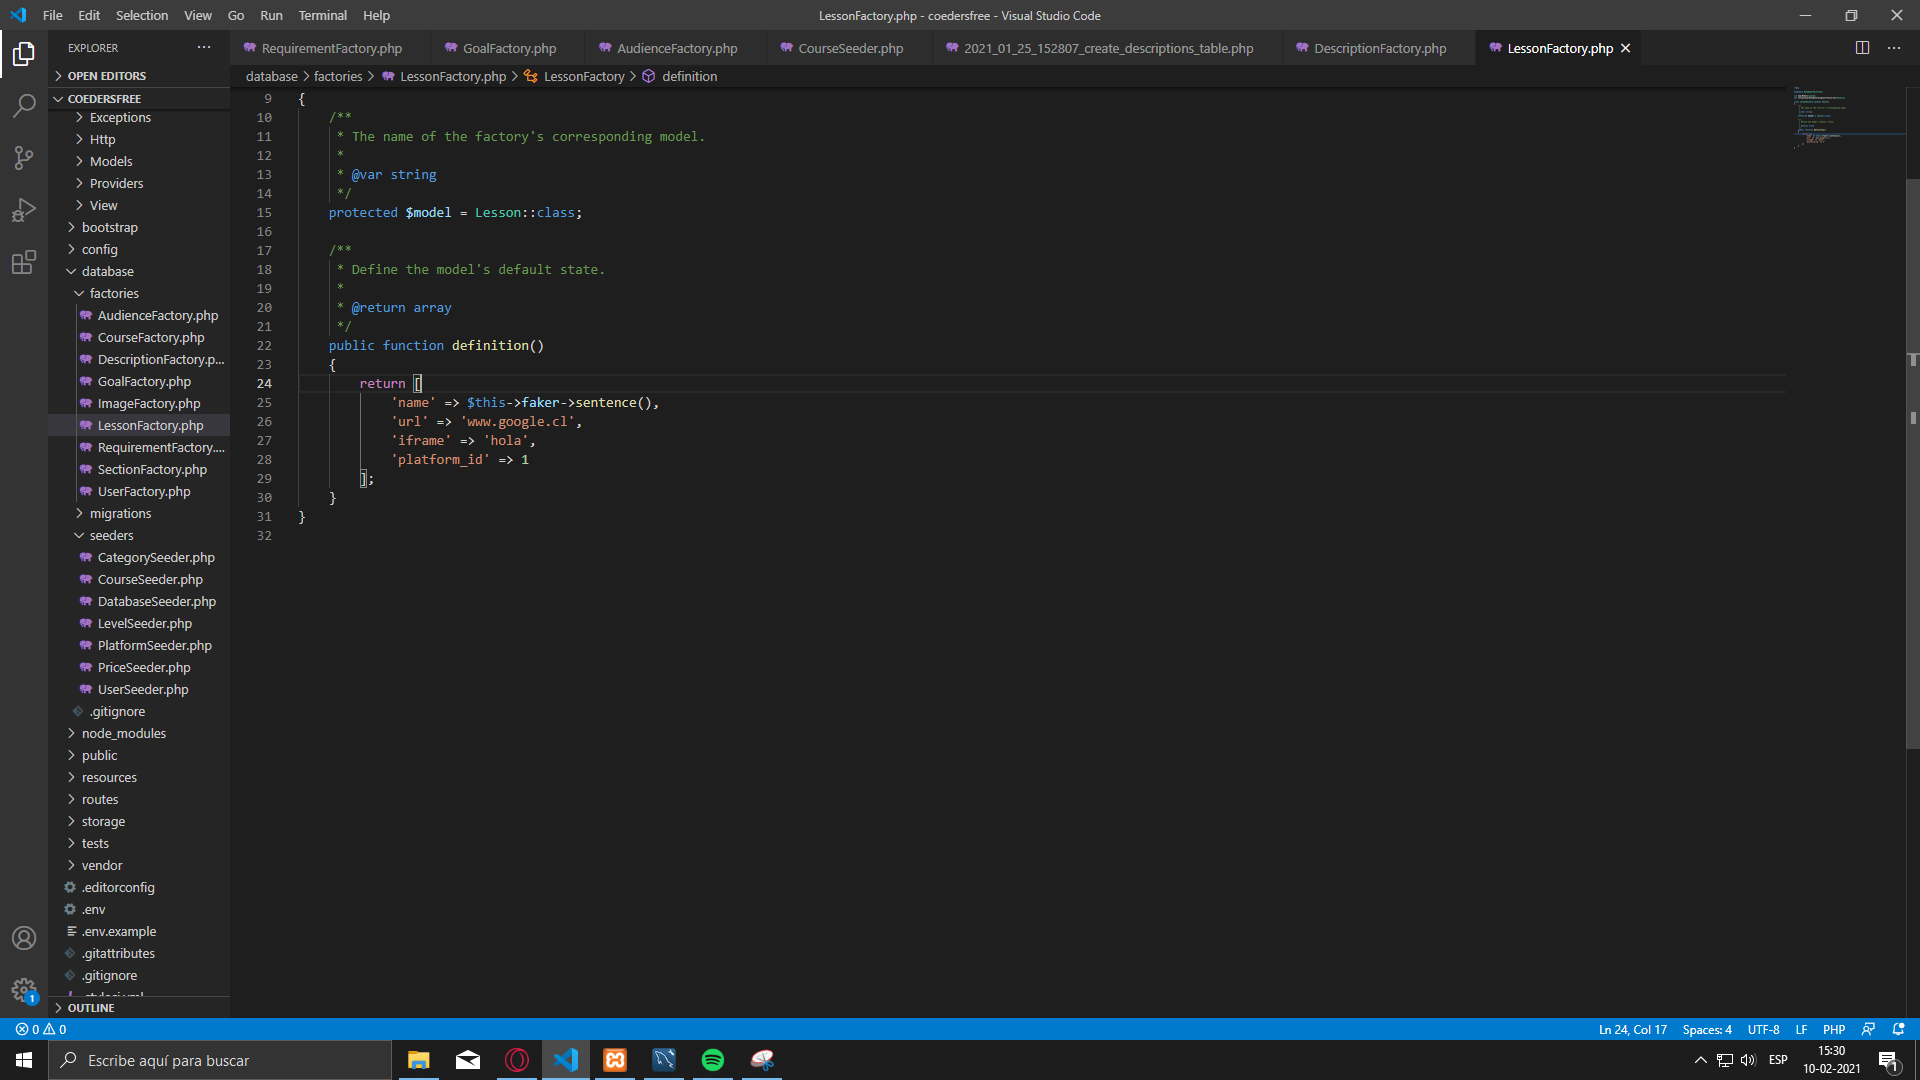 File Edit Selection View Go Run Terminal Help
LessonFactory.php - coedersfree - Visual Studio Code
EXPLORER
OPEN EDITORS
COEDERSFREE
Exceptions
Http
Models
Providers
View
bootstrap
config
database
factories
AudienceFactory.php
CourseFactory.php
DescriptionFactory.p...
GoalFactory.php
ImageFactory.php
LessonFactory.php
RequirementFactory....
SectionFactory.php
UserFactory.php
migrations
seeders
CategorySeeder.php
CourseSeeder.php
DatabaseSeeder.php
LevelSeeder.php
PlatformSeeder.php
PriceSeeder.php
UserSeeder.php
.gitignore
node_modules
public
resources
routes
storage
tests
vendor
.editorconfig
.env
.env.example
.gitattributes
.gitignore
OUTLINE
RequirementFactory.php GoalFactory.php AudienceFactory.php CourseSeeder.php 2021_01_25_152807_create_descriptions_table.php DescriptionFactory.php LessonFactory.php
database > factories > LessonFactory.php > LessonFactory > definition
9 {
10 /**
11 * The name of the factory's corresponding model.
12 *
13 * @var string
14 */
15 protected $model = Lesson::class;
16
17 /**
18 * Define the model's default state.
19 *
20 * @return array
21 */
22 public function definition()
23 {
24 return [
25 'name' => $this->faker->sentence(),
26 'url' => 'www.google.cl',
27 'iframe' => 'hola',
28 'platform_id' => 1
29 ];
30 }
31 }
32
1
0 0
Ln 24, Col 17 Spaces: 4 UTF-8 LF PHP
Escribe aquí para buscar
ESP
15:30
10-02-2021
1